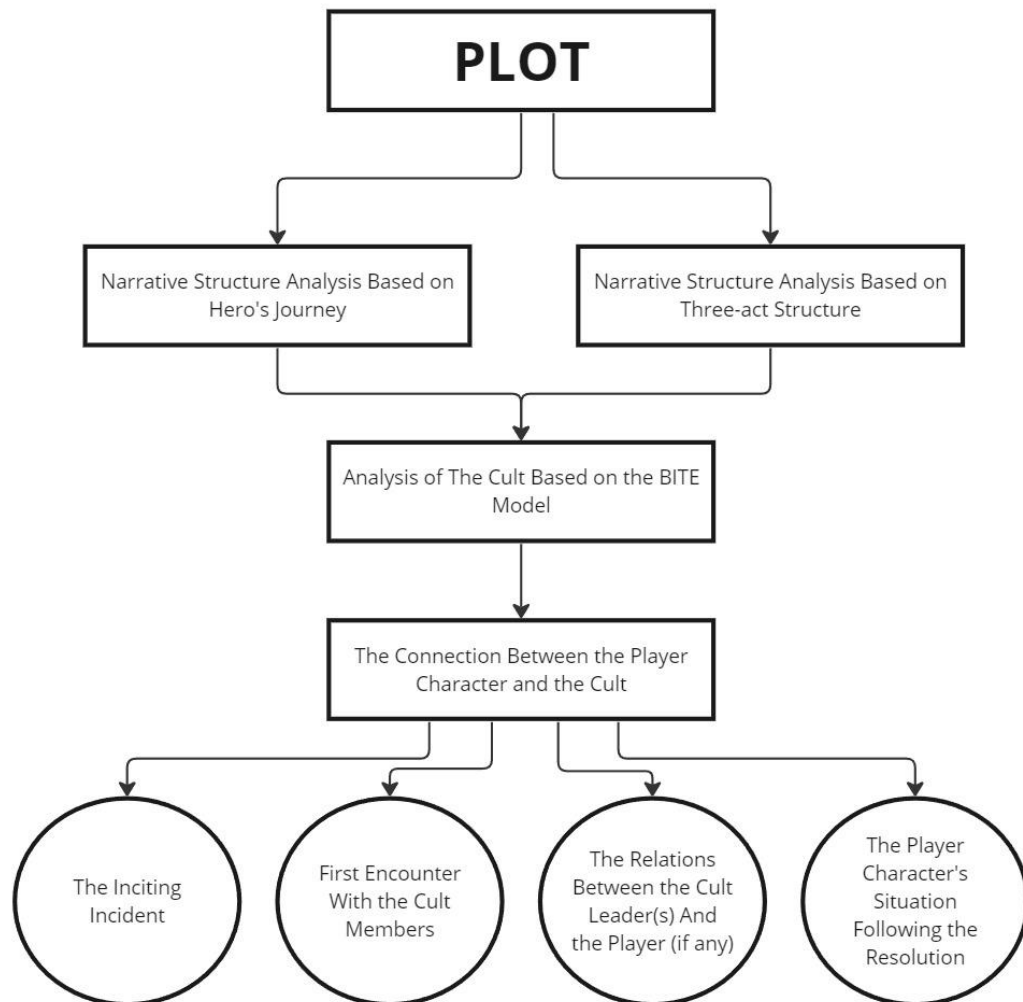 PLOT
Narrative Structure Analysis Based on
Hero's Journey
Narrative Structure Analysis Based on
Three-act Structure
Analysis of The Cult Based on the BITE
Model
The Connection Between the Player
Character and the Cult
The Inciting
Incident
First Encounter
With the Cult
Members
The Relations
Between the Cult
Leader(s) And
the Player (if any)
The Player
Character's
Situation
Following the
Resolution